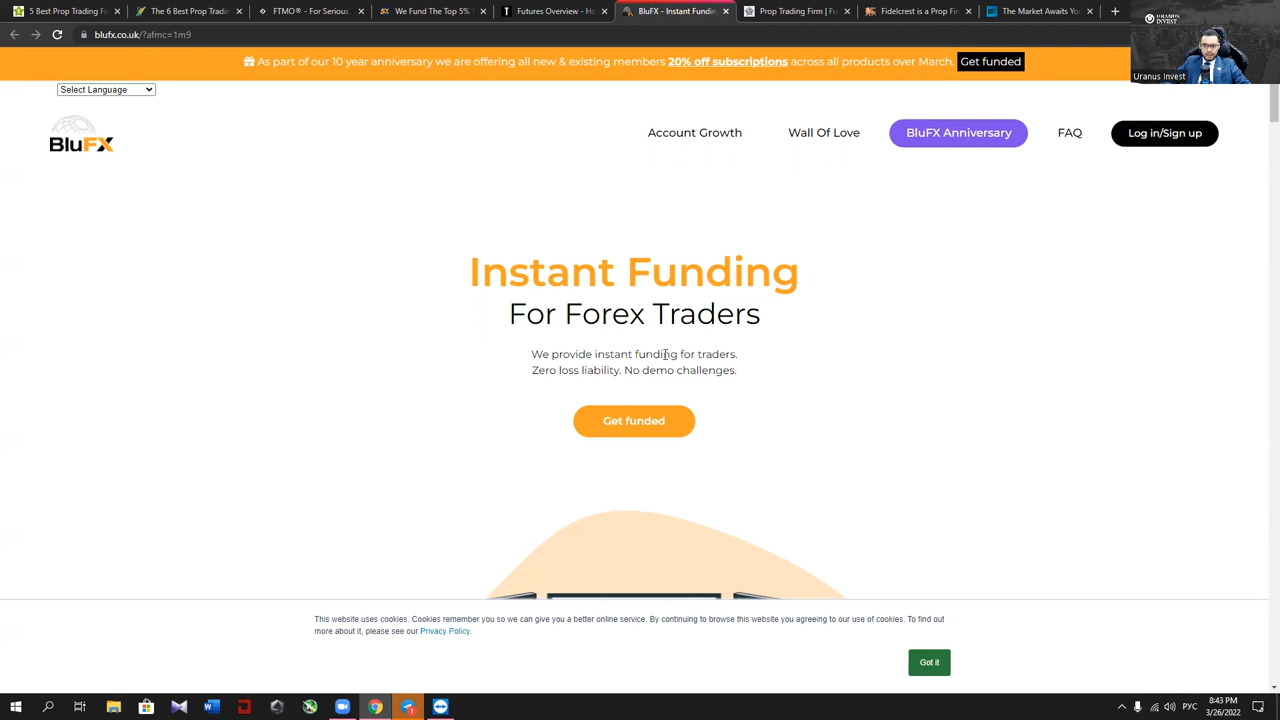 5 Best Prop Trading Firm
The 6 Best Prop Tradin
FTMO® - For Serious
We Fund The Top 5%
Futures Overview - Ho
BluFX - Instant Fundin
Prop Trading Firm | Fu
Fidelcrest is a Prop Fi
The Market Awaits Yo
blufx.co.uk/?afmc=1m9
URANUS
INVEST
Uranus Invest
As part of our 10 year anniversary we are offering all new & existing members 20% off subscriptions across all products over March. Get funded
Select Language
BluFX
Account Growth
Wall Of Love
BluFX Anniversary
FAQ
Log in/Sign up
Instant Funding
For Forex Traders
We provide instant funding for traders.
Zero loss liability. No demo challenges.
Get funded
This website uses cookies. Cookies remember you so we can give you a better online service. By continuing to browse this website you agreeing to our use of cookies. To find out
more about it, please see our Privacy Policy.
Got it
РУС
8:43 PM
3/26/2022